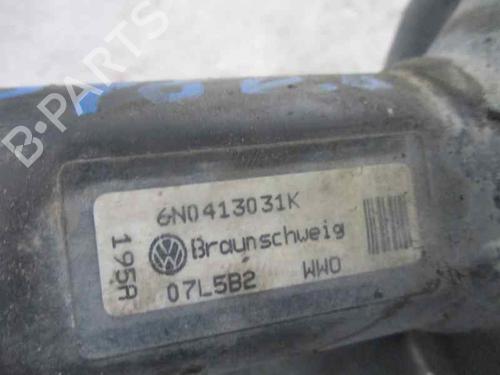 B-PARTS
6N0413031K
Braunschweig
195A
07L5B2 WWO